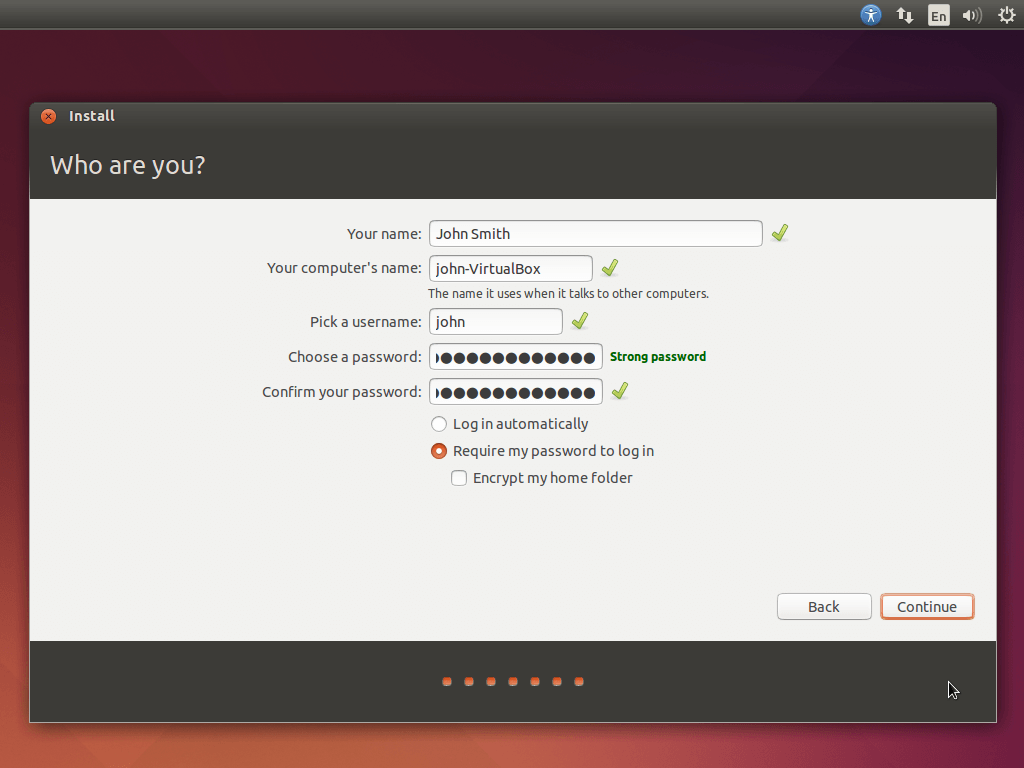 En
Install
Who are you?
Your name: John Smith
Your computer's name: john-VirtualBox
The name it uses when it talks to other computers.
Pick a username: john
Choose a password: Strong password
Confirm your password:
Log in automatically
Require my password to log in
Encrypt my home folder
Back Continue